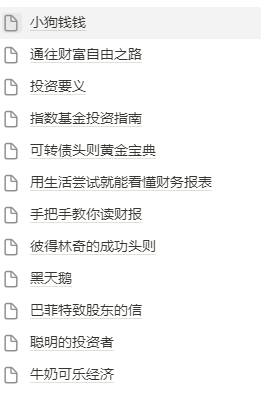 小狗钱钱
通往财富自由之路
投资要义
指数基金投资指南
可转债头则黄金宝典
用生活尝试就能看懂财务报表
手把手教你读财报
彼得林奇的成功头则
黑天鹅
巴菲特致股东的信
聪明的投资者
牛奶可乐经济